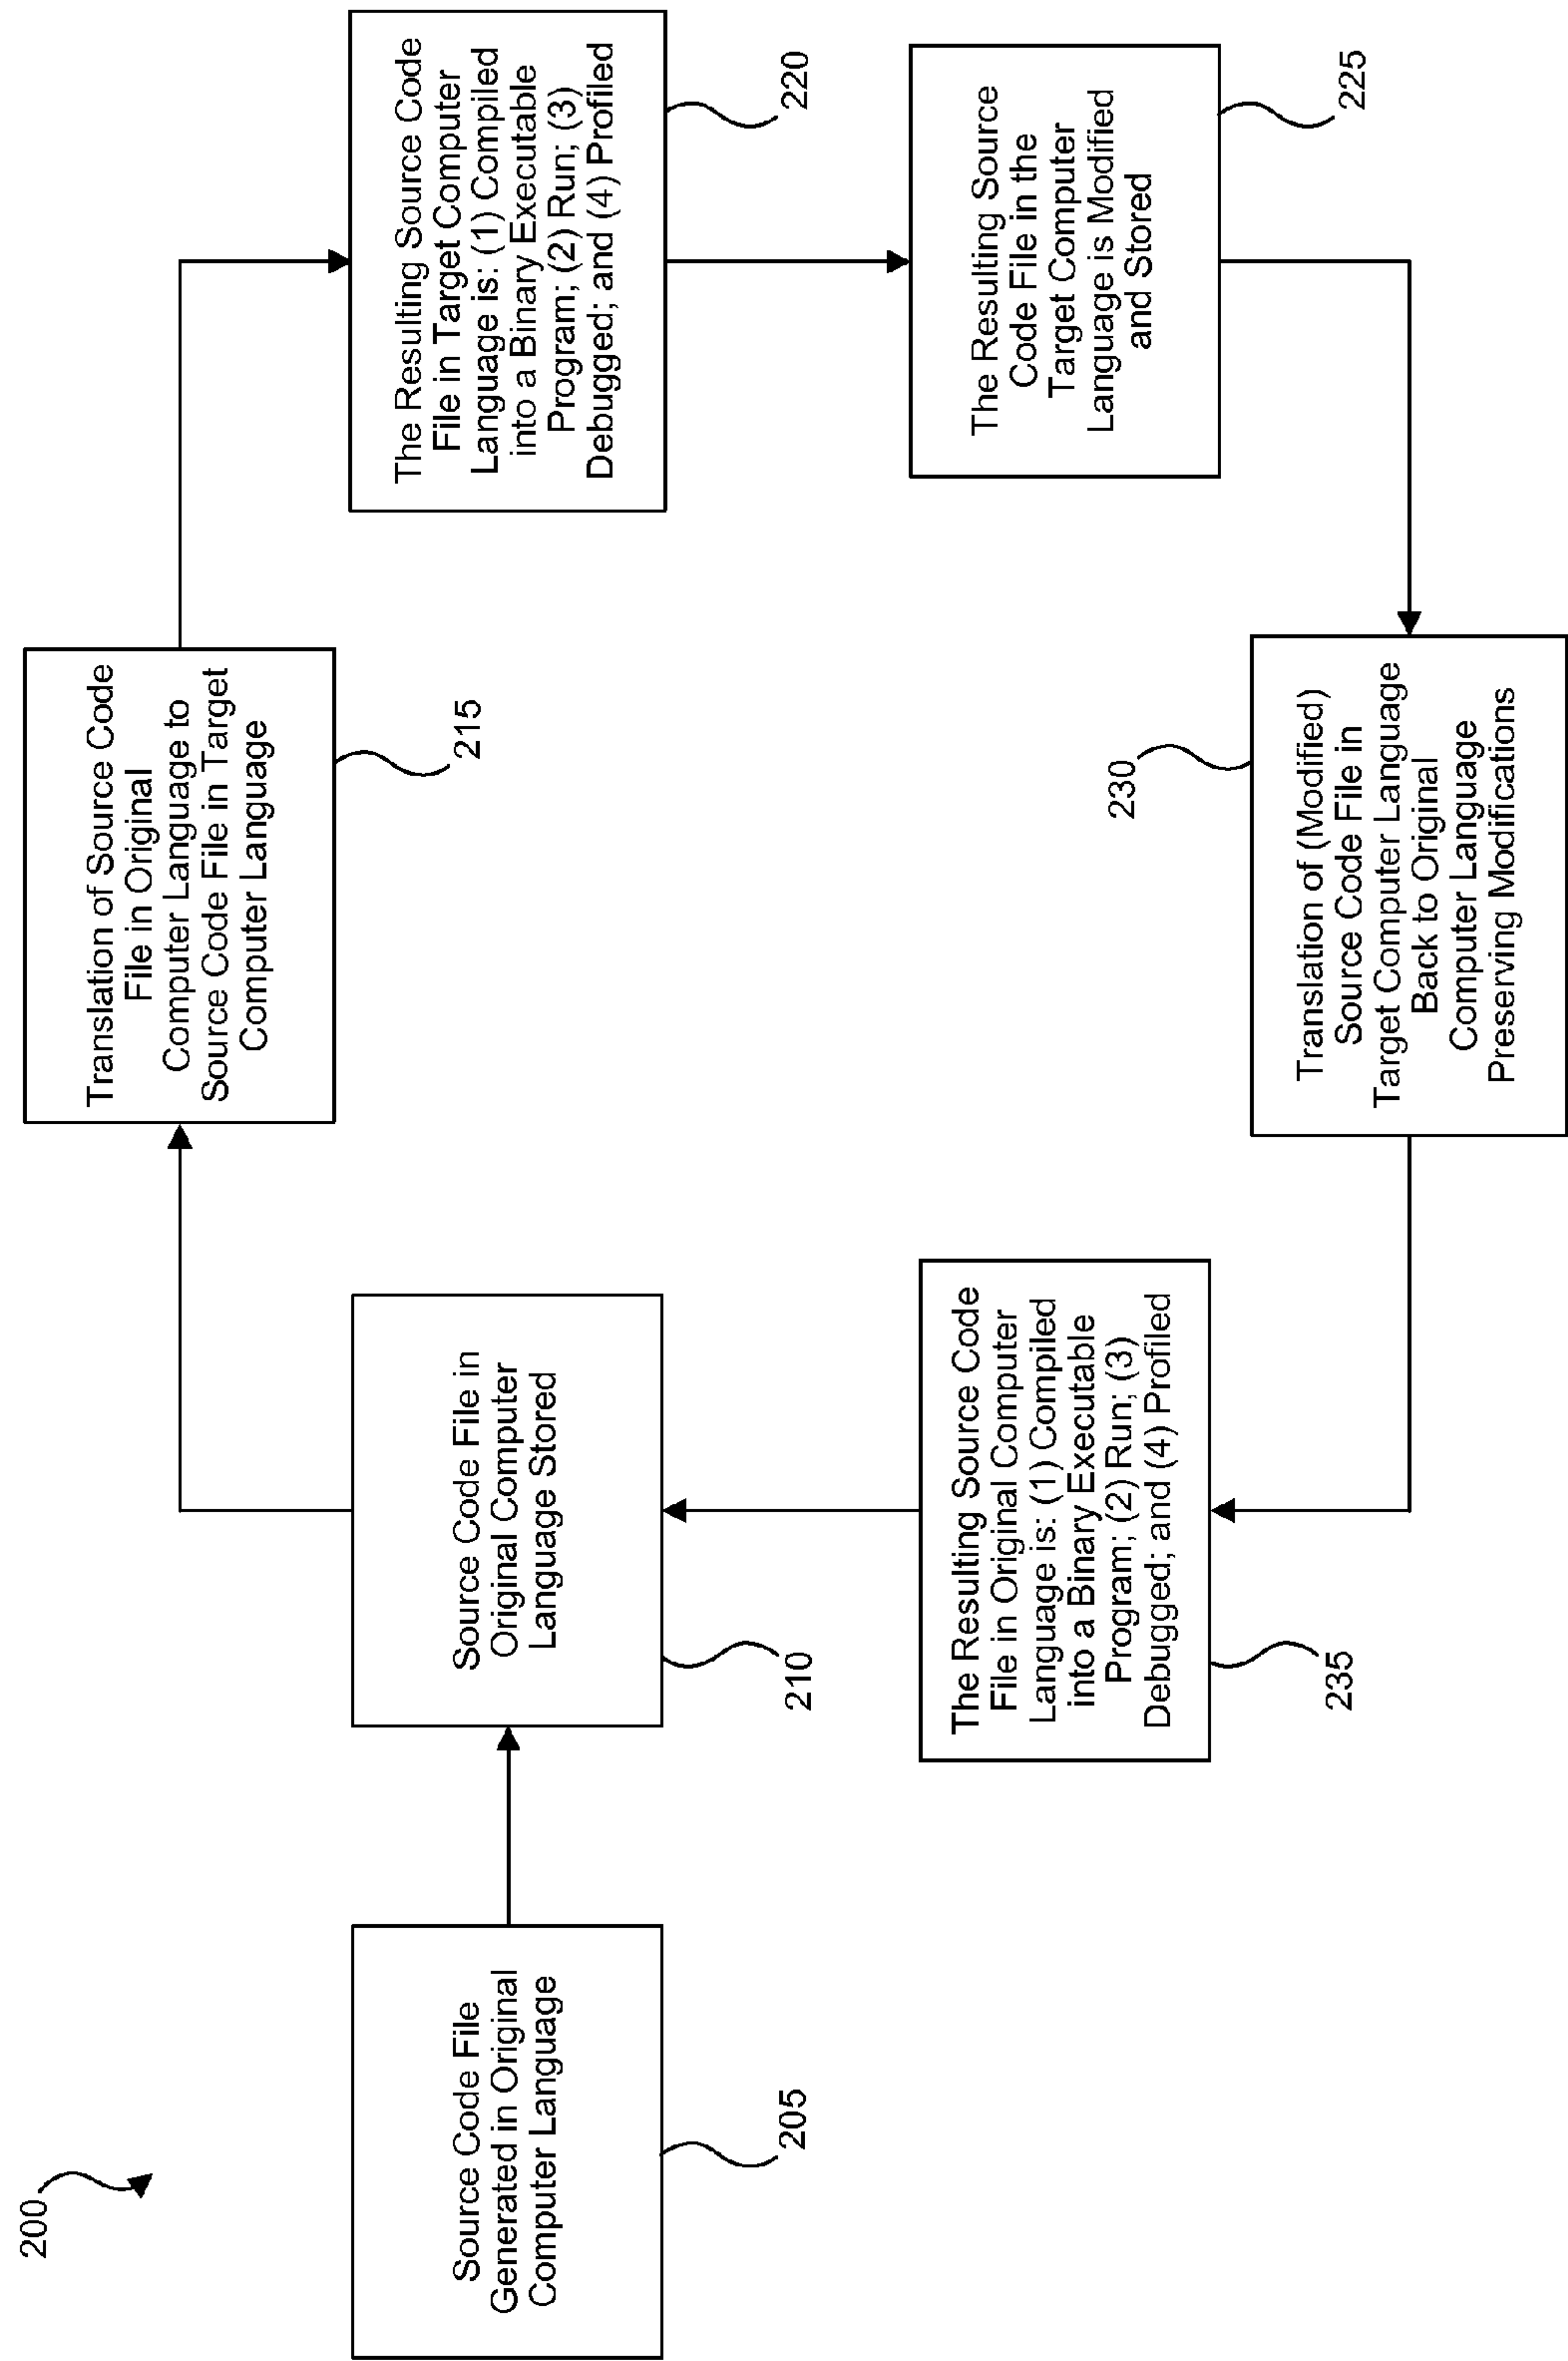 200
Source Code File
Generated in Original
Computer Language
205
Source Code File in
Original Computer
Language Stored
210
Translation of Source Code
File in Original
Computer Language to
Source Code File in Target
Computer Language
215
The Resulting Source Code
File in Target Computer
Language is: (1) Compiled
into a Binary Executable
Program; (2) Run; (3)
Debugged; and (4) Profiled
220
The Resulting Source
Code File in the
Target Computer
Language is Modified
and Stored
225
Translation of (Modified)
Source Code File in
Target Computer Language
Back to Original
Computer Language
Preserving Modifications
230
The Resulting Source Code
File in Original Computer
Language is: (1) Compiled
into a Binary Executable
Program; (2) Run; (3)
Debugged; and (4) Profiled
235